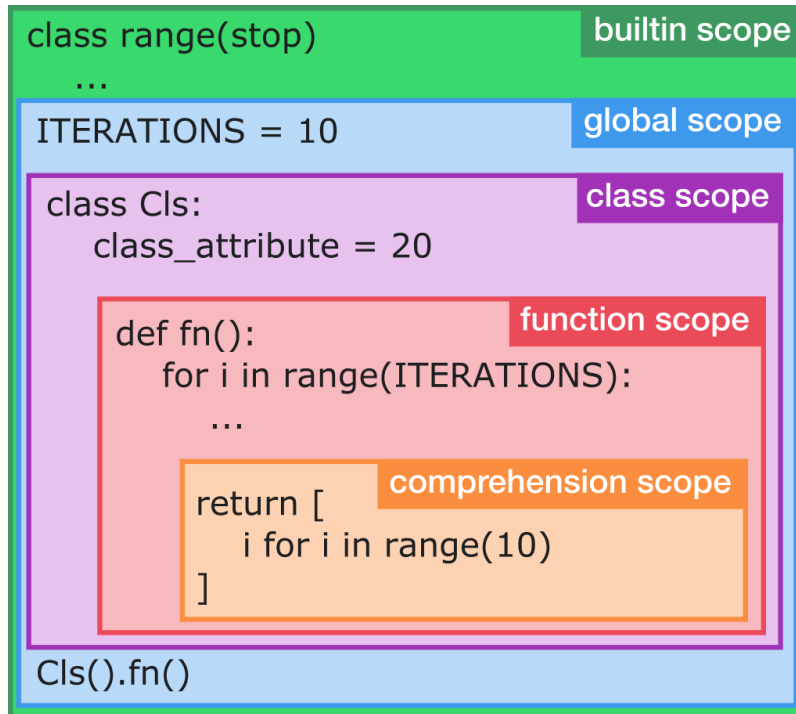 class range(stop)
builtin scope
...
ITERATIONS = 10
global scope
class Cls:
class scope
class_attribute = 20
def fn():
function scope
for i in range(ITERATIONS):
...
return [
comprehension scope
i for i in range(10)
]
Cls().fn()